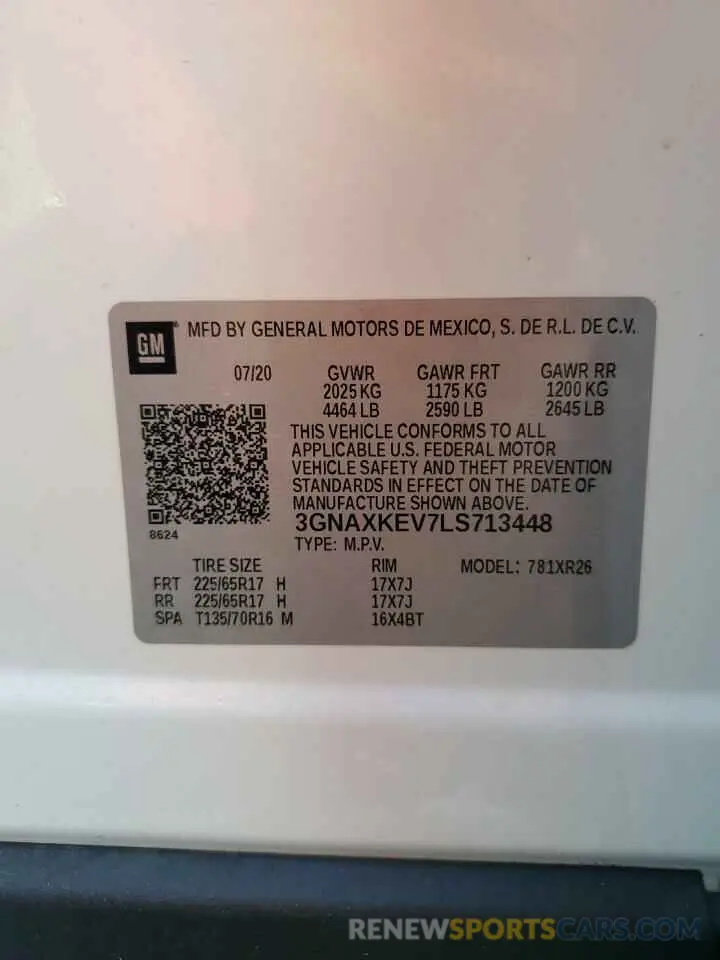 GM MFD BY GENERAL MOTORS DE MEXICO, S. DE R.L. DE C.V.
07/20 GVWR GAWR FRT GAWR RR
2025 KG 1175 KG 1200 KG
4464 LB 2590 LB 2645 LB
THIS VEHICLE CONFORMS TO ALL
APPLICABLE U.S. FEDERAL MOTOR
VEHICLE SAFETY AND THEFT PREVENTION
STANDARDS IN EFFECT ON THE DATE OF
MANUFACTURE SHOWN ABOVE.
3GNAXKEV7LS713448
8624
TYPE: M.P.V.
TIRE SIZE RIM MODEL: 781XR26
FRT 225/65R17 H 17X7J
RR 225/65R17 H 17X7J
SPA T135/70R16 M 16X4BT
RENEWSPORTSCARS.COM